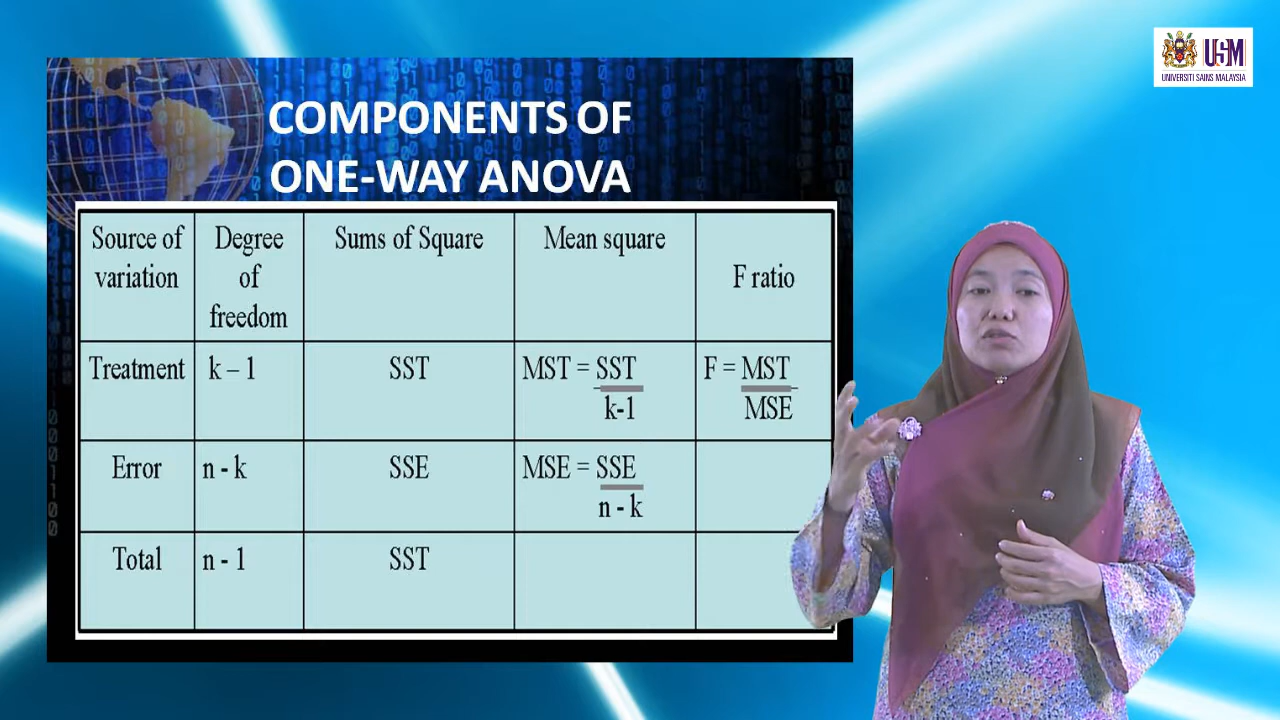 USM
UNIVERSITI SAINS MALAYSIA
COMPONENTS OF
ONE-WAY ANOVA
Source of
variation
Degree
of
freedom
Sums of Square
Mean square
F ratio
Treatment
k – 1
SST
MST = SST
k-1
F = MST
MSE
Error
n - k
SSE
MSE = SSE
n - k
Total
n - 1
SST